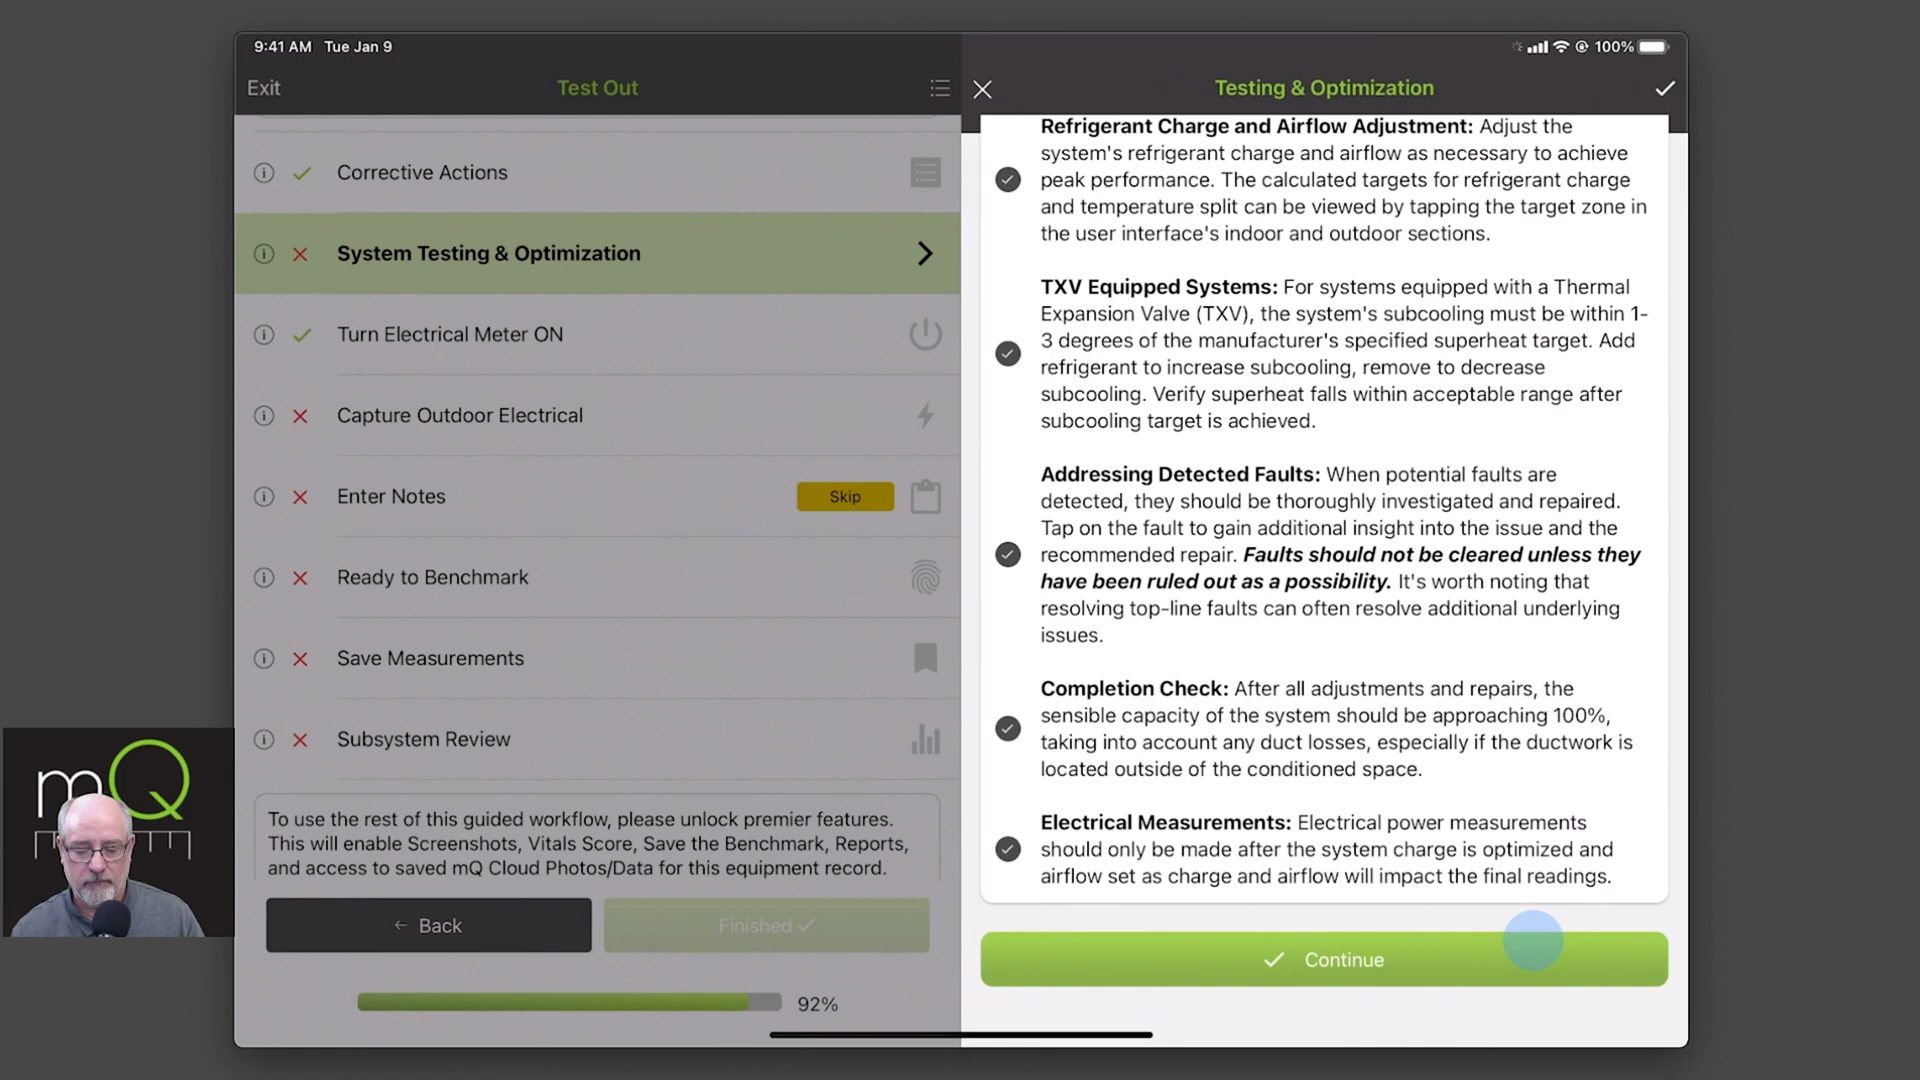 9:41 AM Tue Jan 9
100%
Exit
Test Out
Testing & Optimization
Corrective Actions
System Testing & Optimization
Turn Electrical Meter ON
Capture Outdoor Electrical
Enter Notes
Skip
Ready to Benchmark
Save Measurements
Subsystem Review
To use the rest of this guided workflow, please unlock premier features.
This will enable Screenshots, Vitals Score, Save the Benchmark, Reports,
and access to saved mQ Cloud Photos/Data for this equipment record.
← Back
Finished ✓
92%
Refrigerant Charge and Airflow Adjustment: Adjust the
system's refrigerant charge and airflow as necessary to achieve
peak performance. The calculated targets for refrigerant charge
and temperature split can be viewed by tapping the target zone in
the user interface's indoor and outdoor sections.
TXV Equipped Systems: For systems equipped with a Thermal
Expansion Valve (TXV), the system's subcooling must be within 1-
3 degrees of the manufacturer's specified superheat target. Add
refrigerant to increase subcooling, remove to decrease
subcooling. Verify superheat falls within acceptable range after
subcooling target is achieved.
Addressing Detected Faults: When potential faults are
detected, they should be thoroughly investigated and repaired.
Tap on the fault to gain additional insight into the issue and the
recommended repair. Faults should not be cleared unless they
have been ruled out as a possibility. It's worth noting that
resolving top-line faults can often resolve additional underlying
issues.
Completion Check: After all adjustments and repairs, the
sensible capacity of the system should be approaching 100%,
taking into account any duct losses, especially if the ductwork is
located outside of the conditioned space.
Electrical Measurements: Electrical power measurements
should only be made after the system charge is optimized and
airflow set as charge and airflow will impact the final readings.
✓ Continue
mQ